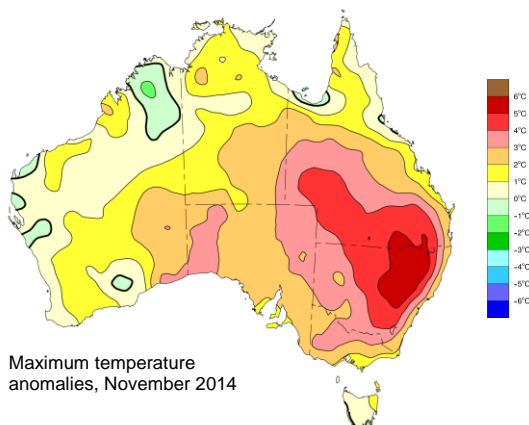 6°C
5°C
4°C
3°C
2°C
1°C
0°C
-1°C
-2°C
-3°C
-4°C
-5°C
-6°C
Maximum temperature
anomalies, November 2014